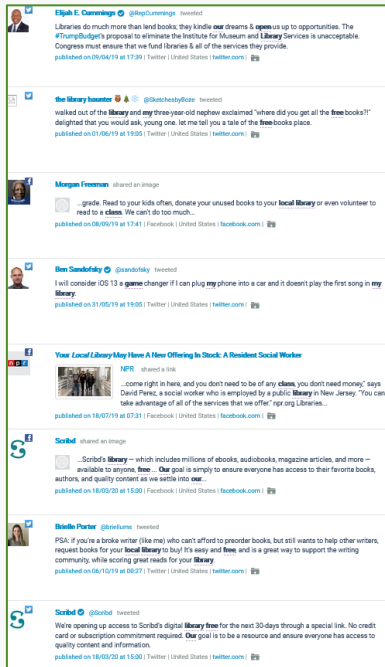 Elijah E. Cummings @RepCummings tweeted
Libraries do much more than lend books; they kindle our dreams & open us up to opportunities. The
#TrumpBudget's proposal to eliminate the Institute for Museum and Library Services is unacceptable.
Congress must ensure that we fund libraries & all of the services they provide.
published on 09/04/19 at 17:39 | Twitter | United States | twitter.com |
the library haunter @SketchesbyBoze tweeted
walked out of the library and my three-year-old nephew exclaimed "where did you get all the free books?!"
delighted that you would ask, young one. let me tell you a tale of the free-books place.
published on 01/06/19 at 19:05 | Twitter | United States | twitter.com |
Morgan Freeman shared an image
...grade. Read to your kids often, donate your unused books to your local library or even volunteer to
read to a class. We can't do too much...
published on 08/09/19 at 17:41 | Facebook | United States | facebook.com |
Ben Sandofsky @sandofsky tweeted
I will consider iOS 13 a game changer if I can plug my phone into a car and it doesn't play the first song in my
library.
published on 31/05/19 at 19:05 | Twitter | United States | twitter.com |
npr
Your Local Library May Have A New Offering In Stock: A Resident Social Worker
NPR shared a link
...come right in here, and you don't need to be of any class, you don't need money," says
David Perez, a social worker who is employed by a public library in New Jersey. "You can
take advantage of all of the services that we offer." npr.org Libraries...
published on 18/07/19 at 07:31 | Facebook | United States | facebook.com |
Scribd shared an image
...Scribd's library — which includes millions of ebooks, audiobooks, magazine articles, and more —
available to anyone, free ... Our goal is simply to ensure everyone has access to their favorite books,
authors, and quality content as we settle into our...
published on 18/03/20 at 15:00 | Facebook | United States | facebook.com |
Brielle Porter @briellums tweeted
PSA: if you're a broke writer (like me) who can't afford to preorder books, but still wants to help other writers,
request books for your local library to buy! It's easy and free, and is a great way to support the writing
community, while scoring great reads for your library.
published on 06/10/19 at 00:27 | Twitter | United States | twitter.com |
Scribd @Scribd tweeted
We're opening up access to Scribd's digital library free for the next 30-days through a special link. No credit
card or subscription commitment required. Our goal is to be a resource and ensure everyone has access to
quality content and information.
published on 18/03/20 at 15:00 | Twitter | United States | twitter.com |